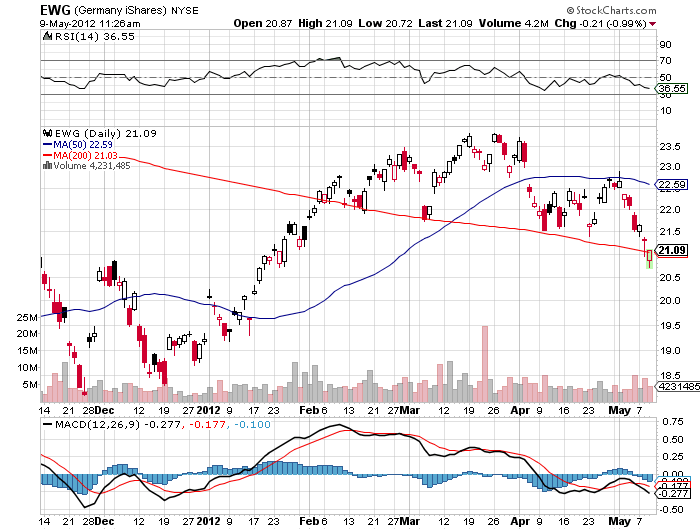 EWG (Germany iShares) NYSE
© StockCharts.com
9-May-2012 11:26am
Open 20.87 High 21.09 Low 20.72 Last 21.09 Volume 4.2M Chg -0.21 (-0.99%)
RSI(14) 36.55
90
70
50
36.55
30
10
EWG (Daily) 21.09
MA(50) 22.59
MA(200) 21.03
Volume 4,231,485
23.5
23.0
22.59
22.0
21.5
21.09
20.5
20.0
19.5
19.0
18.5
25M
20M
15M
10M
5M
4231485
14 21 28 Dec 12 19 27 2012 9 17 23 Feb 6 13 21 Mar 12 19 26 Apr 9 16 23 May 7
MACD(12,26,9) -0.277, -0.177, -0.100
0.75
0.50
0.25
0.00
-0.177
-0.277
-0.50
14 21 28 Dec 12 19 27 2012 9 17 23 Feb 6 13 21 Mar 12 19 26 Apr 9 16 23 May 7